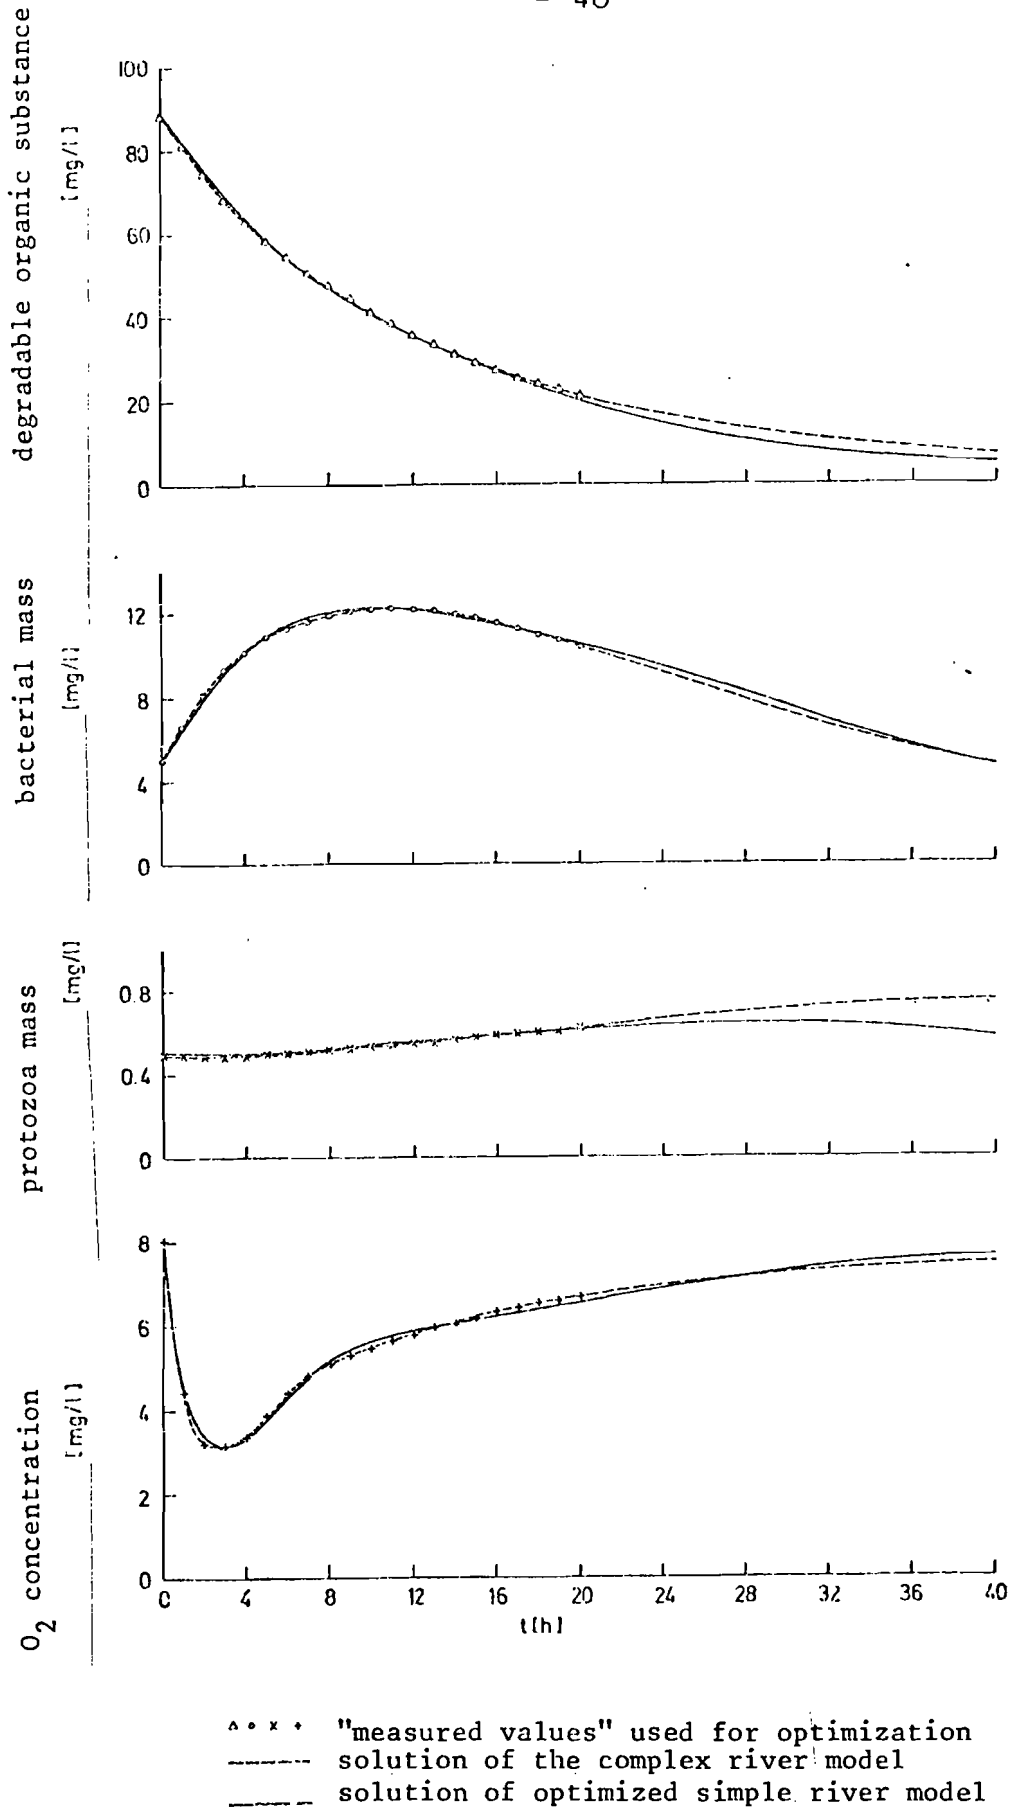 degradable organic substance
[mg/l]
100
80
60
40
20
0
bacterial mass
[mg/l]
12
8
4
0
protozoa mass
[mg/l]
0.8
0.4
0
O2 concentration
[mg/l]
8
6
4
2
0
0 4 8 12 16 20 24 28 32 36 40
t[h]
△ o x + "measured values" used for optimization
solution of the complex river model
solution of optimized simple river model